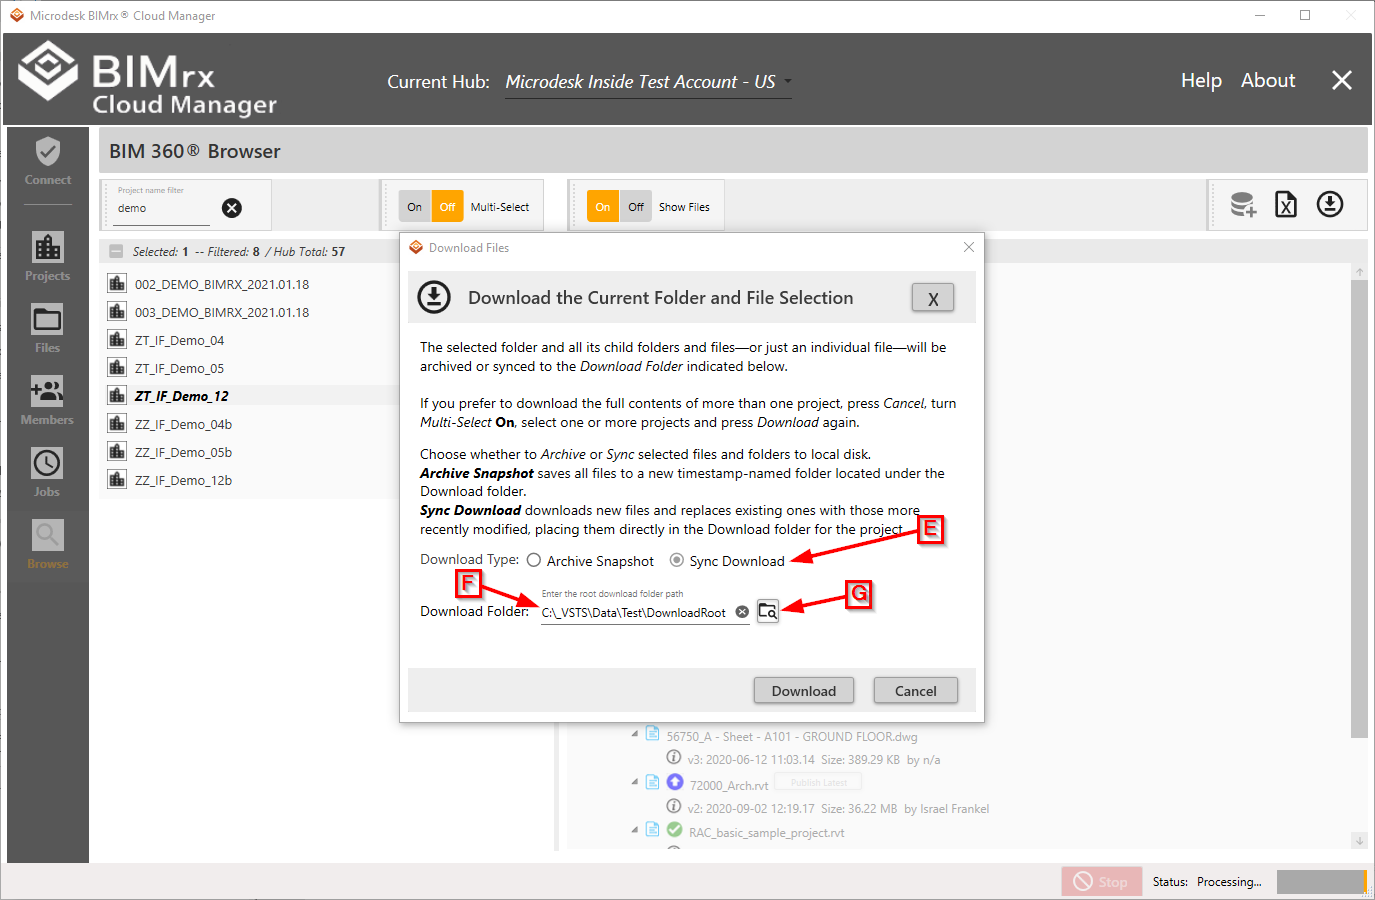 Microdesk BIMrx® Cloud Manager
BIMrx
Cloud Manager
Current Hub: Microdesk Inside Test Account - US
Help About
Connect
Projects
Files
Members
Jobs
Browse
BIM 360® Browser
Project name filter
demo
On Off Multi-Select
On Off Show Files
Selected: 1 -- Filtered: 8 / Hub Total: 57
002_DEMO_BIMRX_2021.01.18
003_DEMO_BIMRX_2021.01.18
ZT_IF_Demo_04
ZT_IF_Demo_05
ZT_IF_Demo_12
ZZ_IF_Demo_04b
ZZ_IF_Demo_05b
ZZ_IF_Demo_12b
Download Files
Download the Current Folder and File Selection
X
The selected folder and all its child folders and files—or just an individual file—will be
archived or synced to the Download Folder indicated below.
If you prefer to download the full contents of more than one project, press Cancel, turn
Multi-Select On, select one or more projects and press Download again.
Choose whether to Archive or Sync selected files and folders to local disk.
Archive Snapshot saves all files to a new timestamp-named folder located under the
Download folder.
Sync Download downloads new files and replaces existing ones with those more
recently modified, placing them directly in the Download folder for the project.
E
Download Type: Archive Snapshot Sync Download
F
G
Enter the root download folder path
Download Folder: C:\_VSTS\Data\Test\DownloadRoot
Download Cancel
56750_A - Sheet - A101 - GROUND FLOOR.dwg
v3: 2020-06-12 11:03.14 Size: 389.29 KB by n/a
72000_Arch.rvt Publish Latest
v2: 2020-09-02 12:19.17 Size: 36.22 MB by Israel Frankel
RAC_basic_sample_project.rvt
Stop Status: Processing...